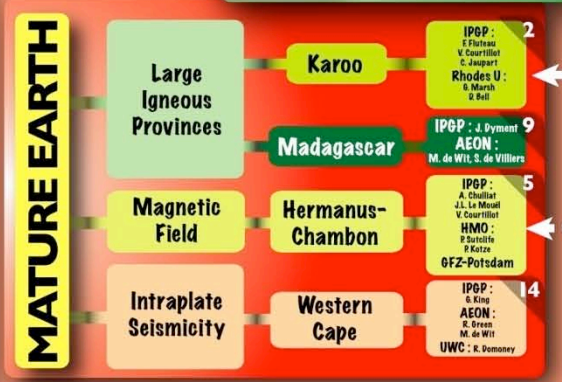 MATURE EARTH
Large
Igneous
Provinces
Karoo
IPGP :
F. Fluteau
V. Courtillot
C. Jaupart
Rhodes U :
G. Marsh
D. Bell
2
Madagascar
IPGP : J. Dyment
AEON :
M. de Wit, S. de Villiers
9
Magnetic
Field
Hermanus-
Chambon
IPGP :
A. Chulliat
J.L. Le Mouël
V. Courtillot
HMO :
P. Sutclife
P. Kotze
GFZ-Potsdam
5
Intraplate
Seismicity
Western
Cape
IPGP :
G. King
AEON :
R. Green
M. de Wit
UWC : R. Domoney
14